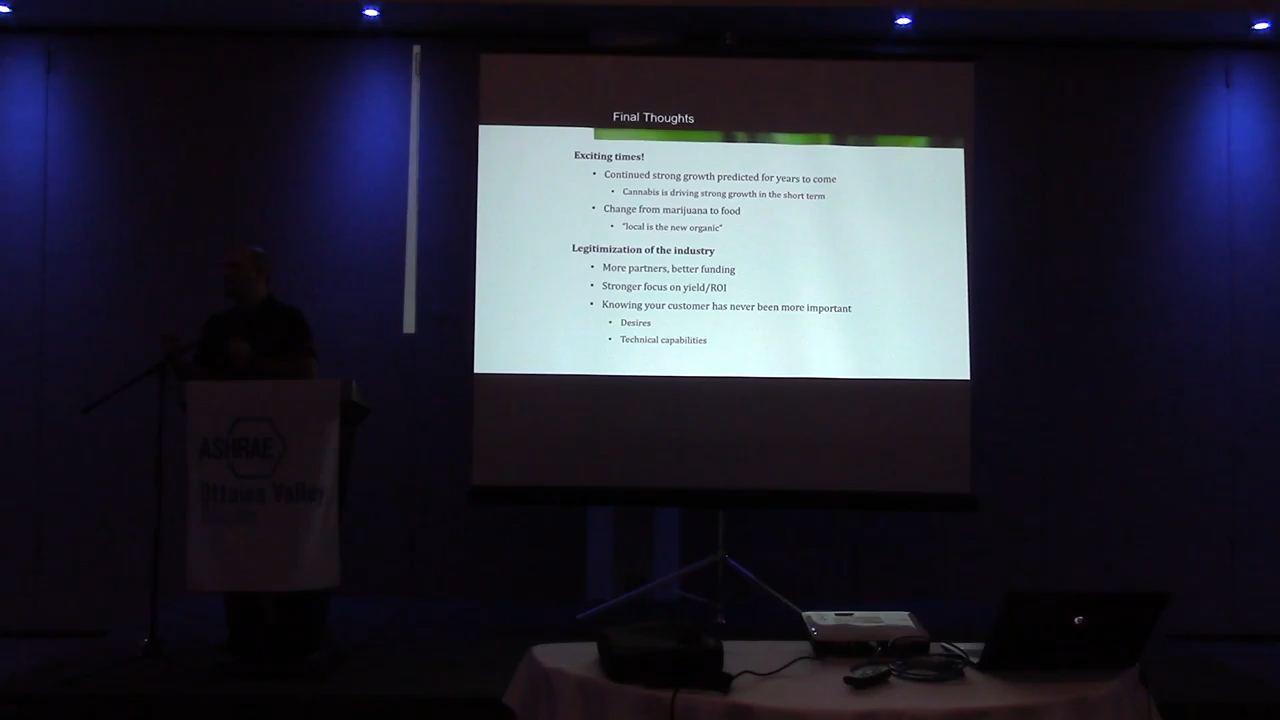 Final Thoughts
Exciting times!
• Continued strong growth predicted for years to come
• Cannabis is driving strong growth in the short term
• Change from marijuana to food
• "local is the new organic"
Legitimization of the industry
• More partners, better funding
• Stronger focus on yield/ROI
• Knowing your customer has never been more important
• Desires
• Technical capabilities
ASHRAE
Ottawa Valley